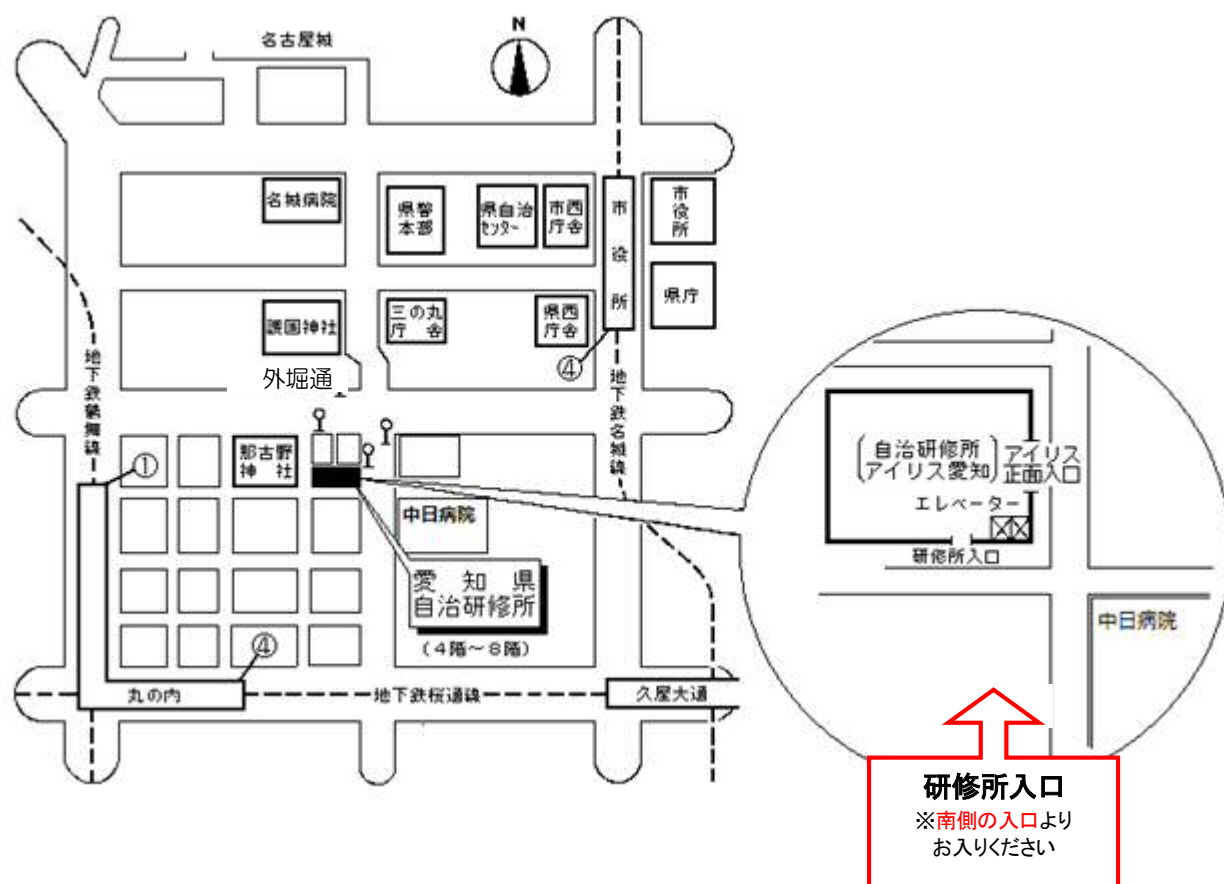 N
名古屋城
名城病院
県警
本部
県自治
センター
市西
庁舎
市役所
市役所
県庁
護国神社
三の丸
庁舎
県西
庁舎
④
地下鉄鶴舞線
外堀通
地下鉄名城線
①
那古野
神社
中日病院
愛知県
自治研修所
(4階～8階)
④
丸の内
地下鉄桜通線
久屋大通
自治研修所
アイリス愛知
アイリス
正面入口
エレベーター
研修所入口
中日病院
研修所入口
※南側の入口より
お入りください